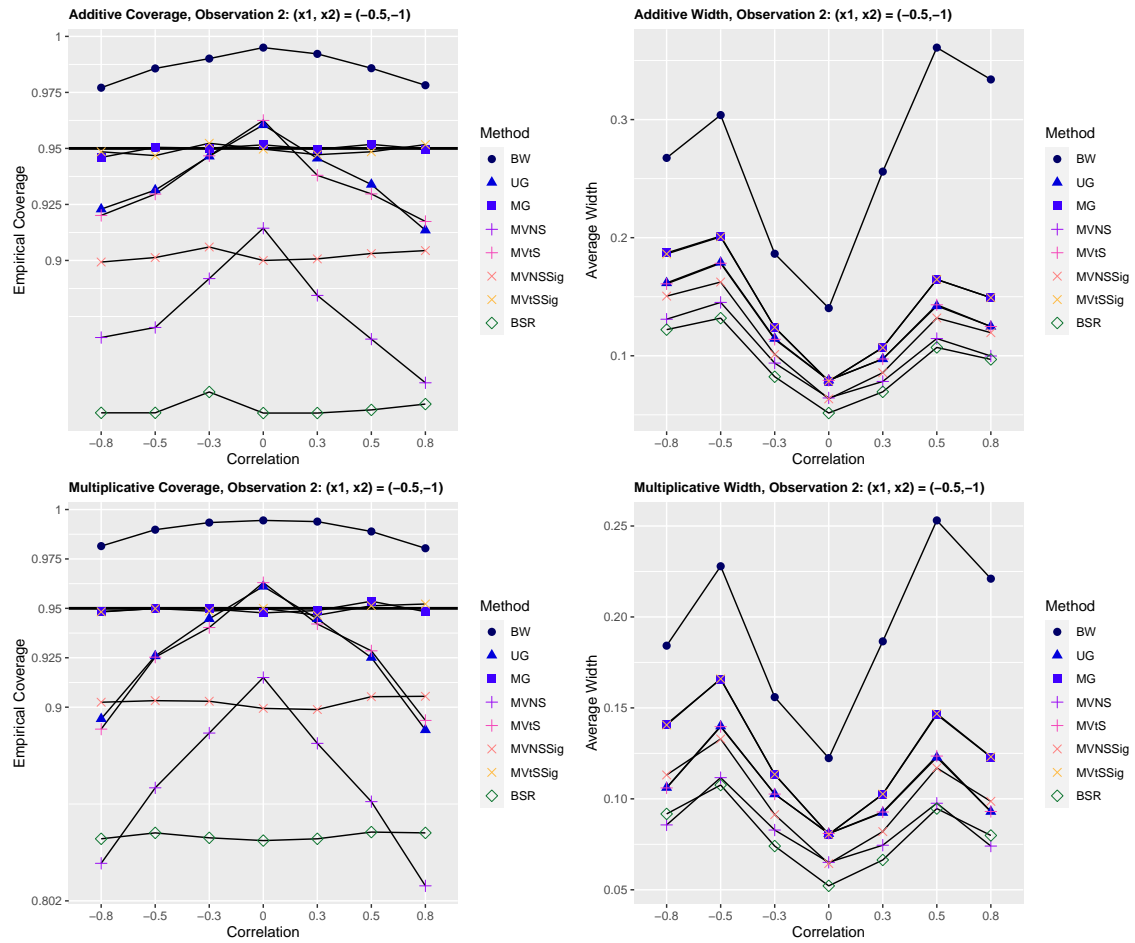 Additive Coverage, Observation 2: (x1, x2) = (−0.5,−1)
1
0.975
0.95
0.925
0.9
Empirical Coverage
−0.8 −0.5 −0.3 0 0.3 0.5 0.8
Correlation
Method
BW
UG
MG
MVNS
MVtS
MVNSSig
MVtSSig
BSR
Additive Width, Observation 2: (x1, x2) = (−0.5,−1)
0.3
0.2
0.1
Average Width
−0.8 −0.5 −0.3 0 0.3 0.5 0.8
Correlation
Method
BW
UG
MG
MVNS
MVtS
MVNSSig
MVtSSig
BSR
Multiplicative Coverage, Observation 2: (x1, x2) = (−0.5,−1)
1
0.975
0.95
0.925
0.9
0.802
Empirical Coverage
−0.8 −0.5 −0.3 0 0.3 0.5 0.8
Correlation
Method
BW
UG
MG
MVNS
MVtS
MVNSSig
MVtSSig
BSR
Multiplicative Width, Observation 2: (x1, x2) = (−0.5,−1)
0.25
0.20
0.15
0.10
0.05
Average Width
−0.8 −0.5 −0.3 0 0.3 0.5 0.8
Correlation
Method
BW
UG
MG
MVNS
MVtS
MVNSSig
MVtSSig
BSR